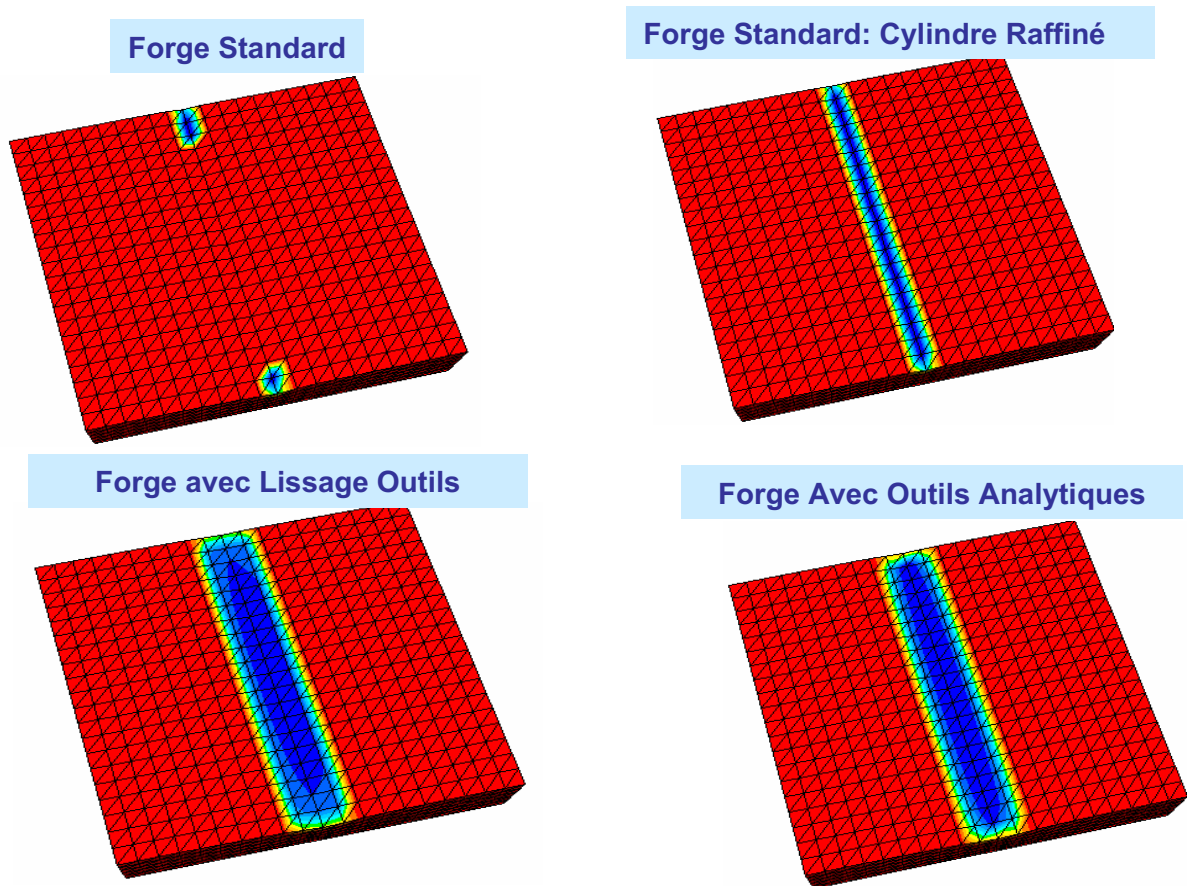 Forge Standard
Forge Standard: Cylindre Raffiné
Forge avec Lissage Outils
Forge Avec Outils Analytiques